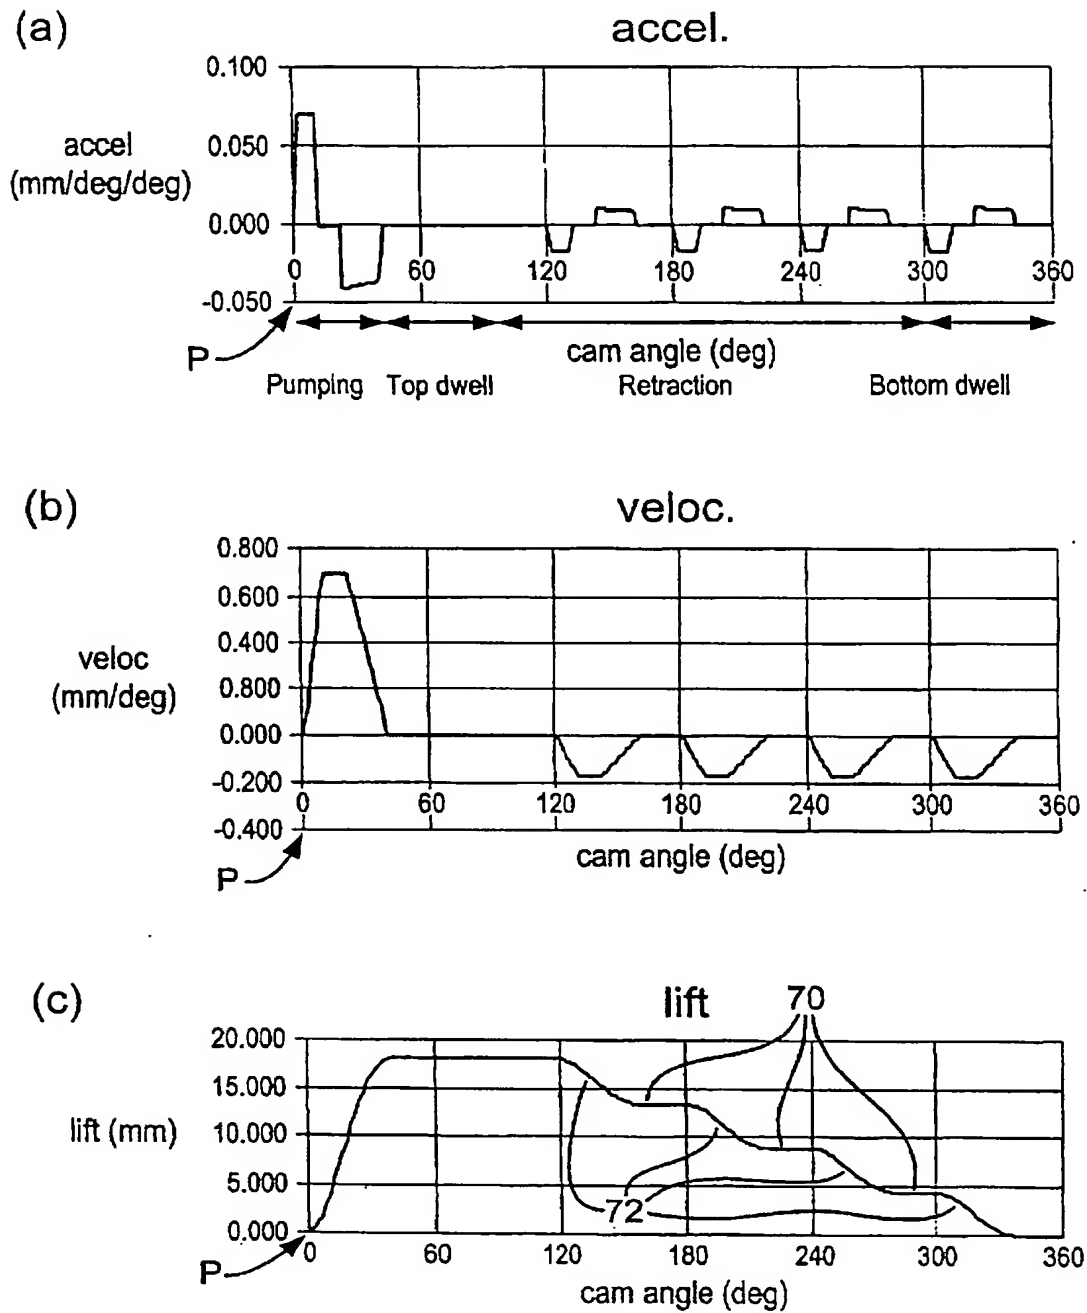 (a)
accel.
accel
(mm/deg/deg)
0.100
0.050
0.000
-0.050
0
60
120
180
240
300
360
P
cam angle (deg)
Pumping
Top dwell
Retraction
Bottom dwell
(b)
veloc.
veloc
(mm/deg)
0.800
0.600
0.400
0.800
0.000
-0.200
-0.400
0
60
120
180
240
300
360
P
cam angle (deg)
(c)
lift
70
lift (mm)
20.000
15.000
10.000
5.000
0.000
72
0
60
120
180
240
300
360
P
cam angle (deg)